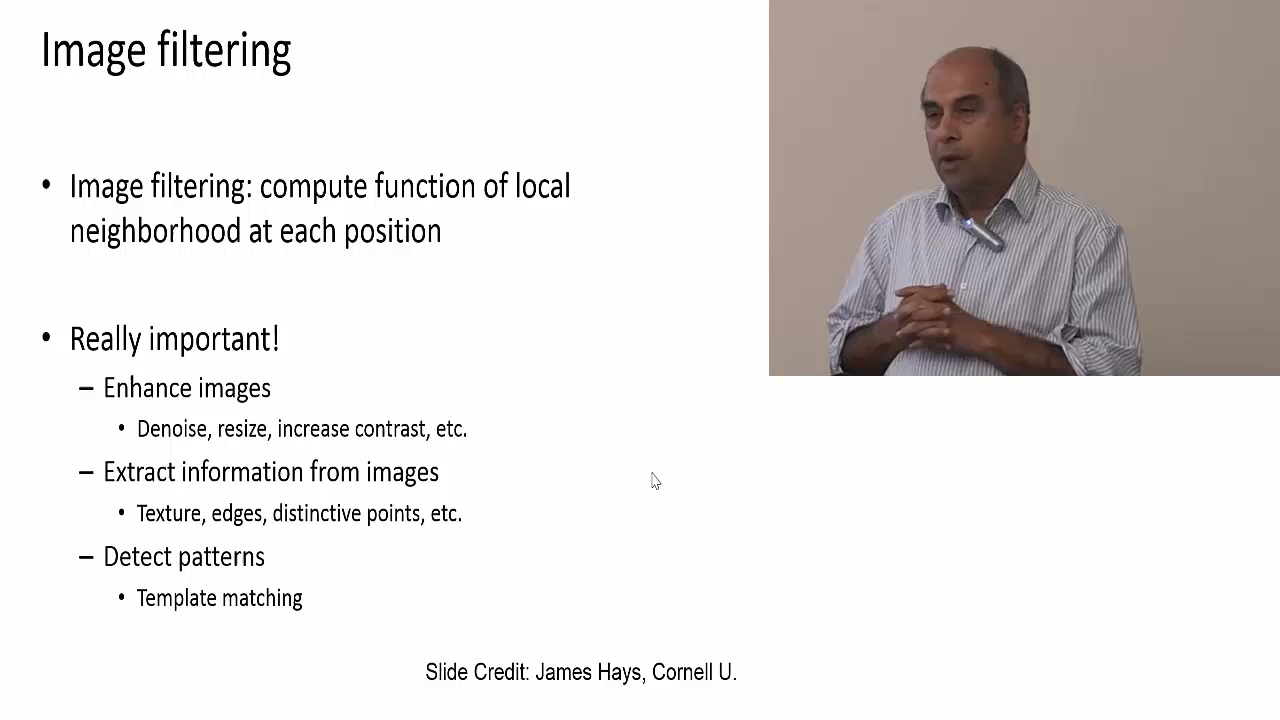 Image filtering
• Image filtering: compute function of local
neighborhood at each position
• Really important!
– Enhance images
• Denoise, resize, increase contrast, etc.
– Extract information from images
• Texture, edges, distinctive points, etc.
– Detect patterns
• Template matching
Slide Credit: James Hays, Cornell U.